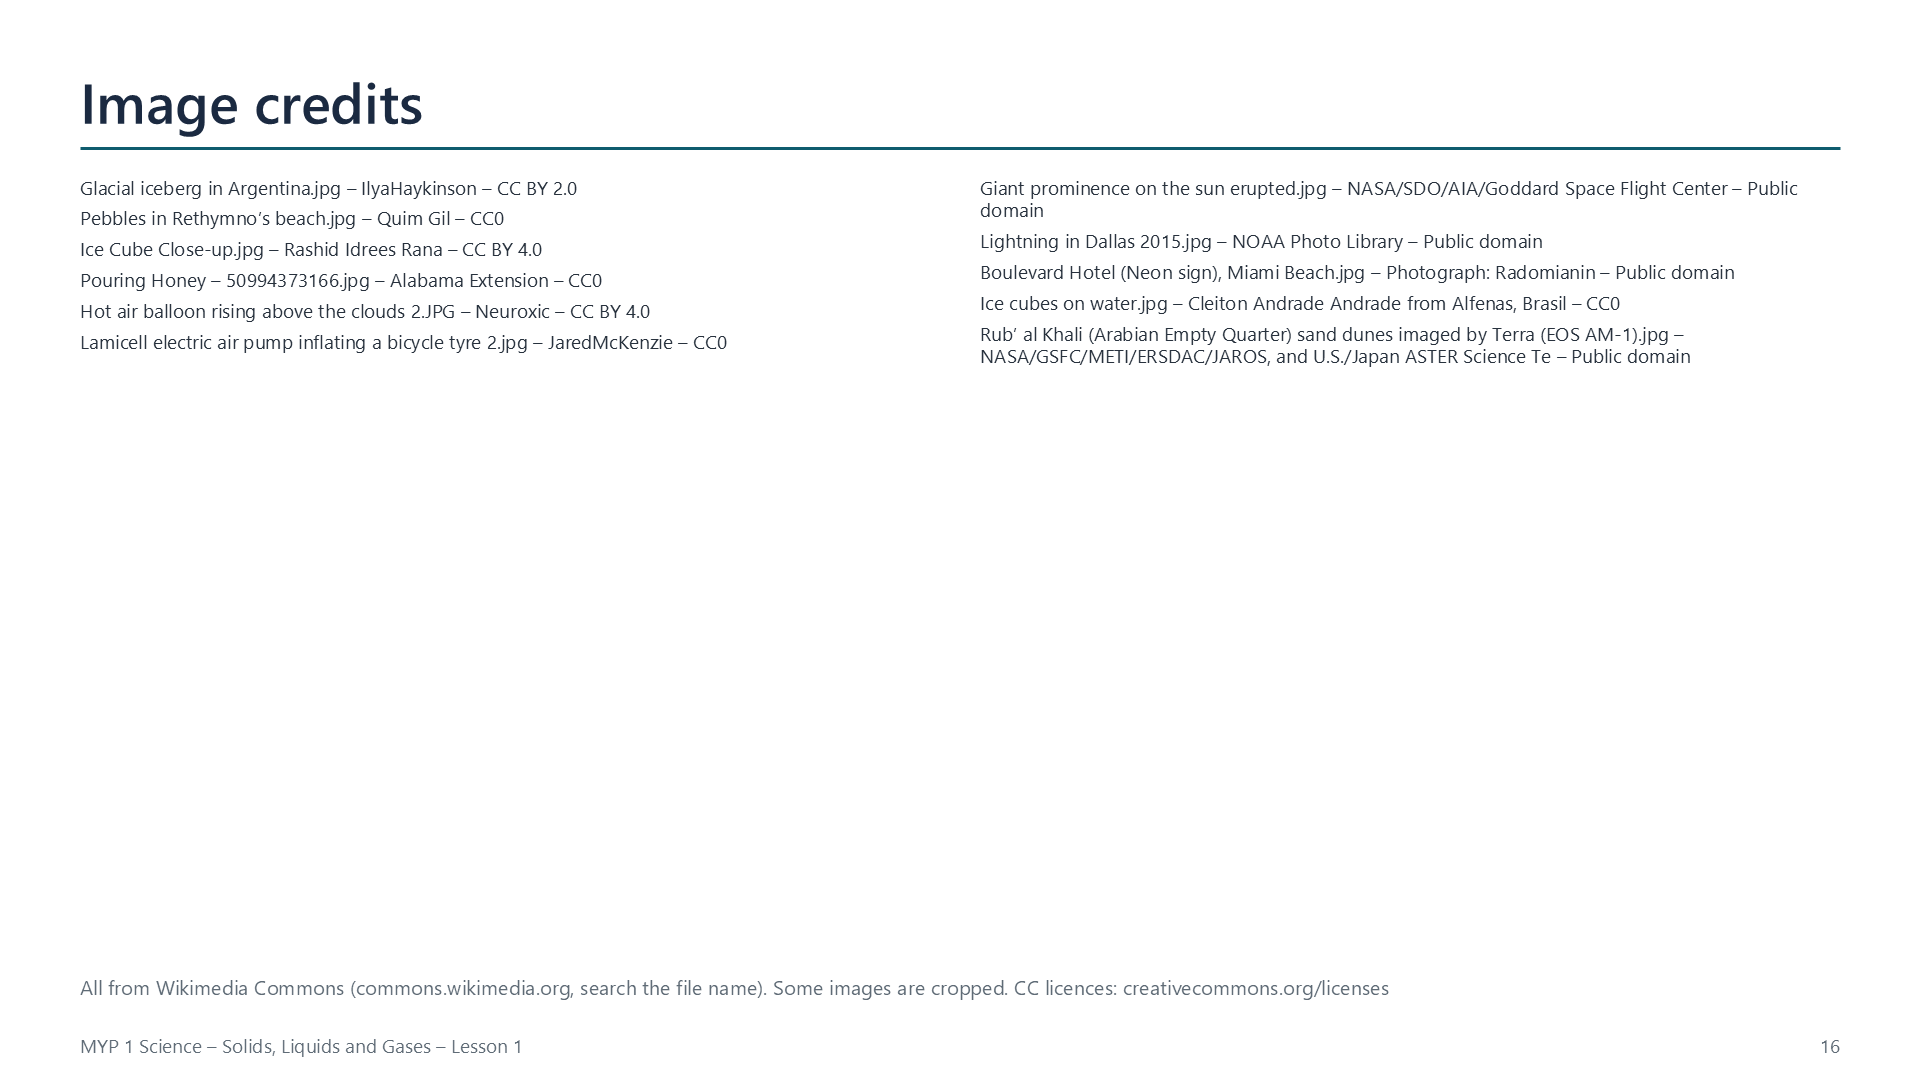 Image credits
Glacial iceberg in Argentina.jpg – IlyaHaykinson – CC BY 2.0
Pebbles in Rethymno’s beach.jpg – Quim Gil – CC0
Ice Cube Close-up.jpg – Rashid Idrees Rana – CC BY 4.0
Pouring Honey – 50994373166.jpg – Alabama Extension – CC0
Hot air balloon rising above the clouds 2.JPG – Neuroxic – CC BY 4.0
Lamicell electric air pump inflating a bicycle tyre 2.jpg – JaredMcKenzie – CC0
Giant prominence on the sun erupted.jpg – NASA/SDO/AIA/Goddard Space Flight Center – Public
domain
Lightning in Dallas 2015.jpg – NOAA Photo Library – Public domain
Boulevard Hotel (Neon sign), Miami Beach.jpg – Photograph: Radomianin – Public domain
Ice cubes on water.jpg – Cleiton Andrade Andrade from Alfenas, Brasil – CC0
Rub’ al Khali (Arabian Empty Quarter) sand dunes imaged by Terra (EOS AM-1).jpg –
NASA/GSFC/METI/ERSDAC/JAROS, and U.S./Japan ASTER Science Te – Public domain
All from Wikimedia Commons (commons.wikimedia.org, search the file name). Some images are cropped. CC licences: creativecommons.org/licenses
MYP 1 Science – Solids, Liquids and Gases – Lesson 1
16